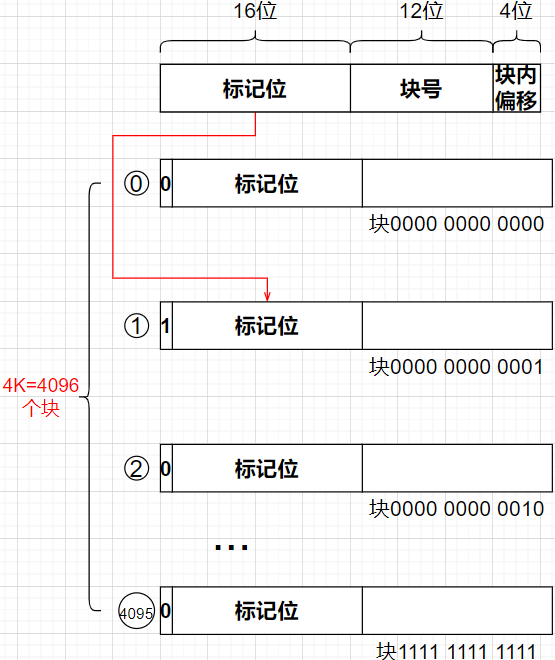 16位 12位 4位
标记位 块号 块内
偏移
⓪ 0 标记位
块0000 0000 0000
① 1 标记位
块0000 0000 0001
4K=4096
个块
② 0 标记位
块0000 0000 0010
...
4095 0 标记位
块1111 1111 1111